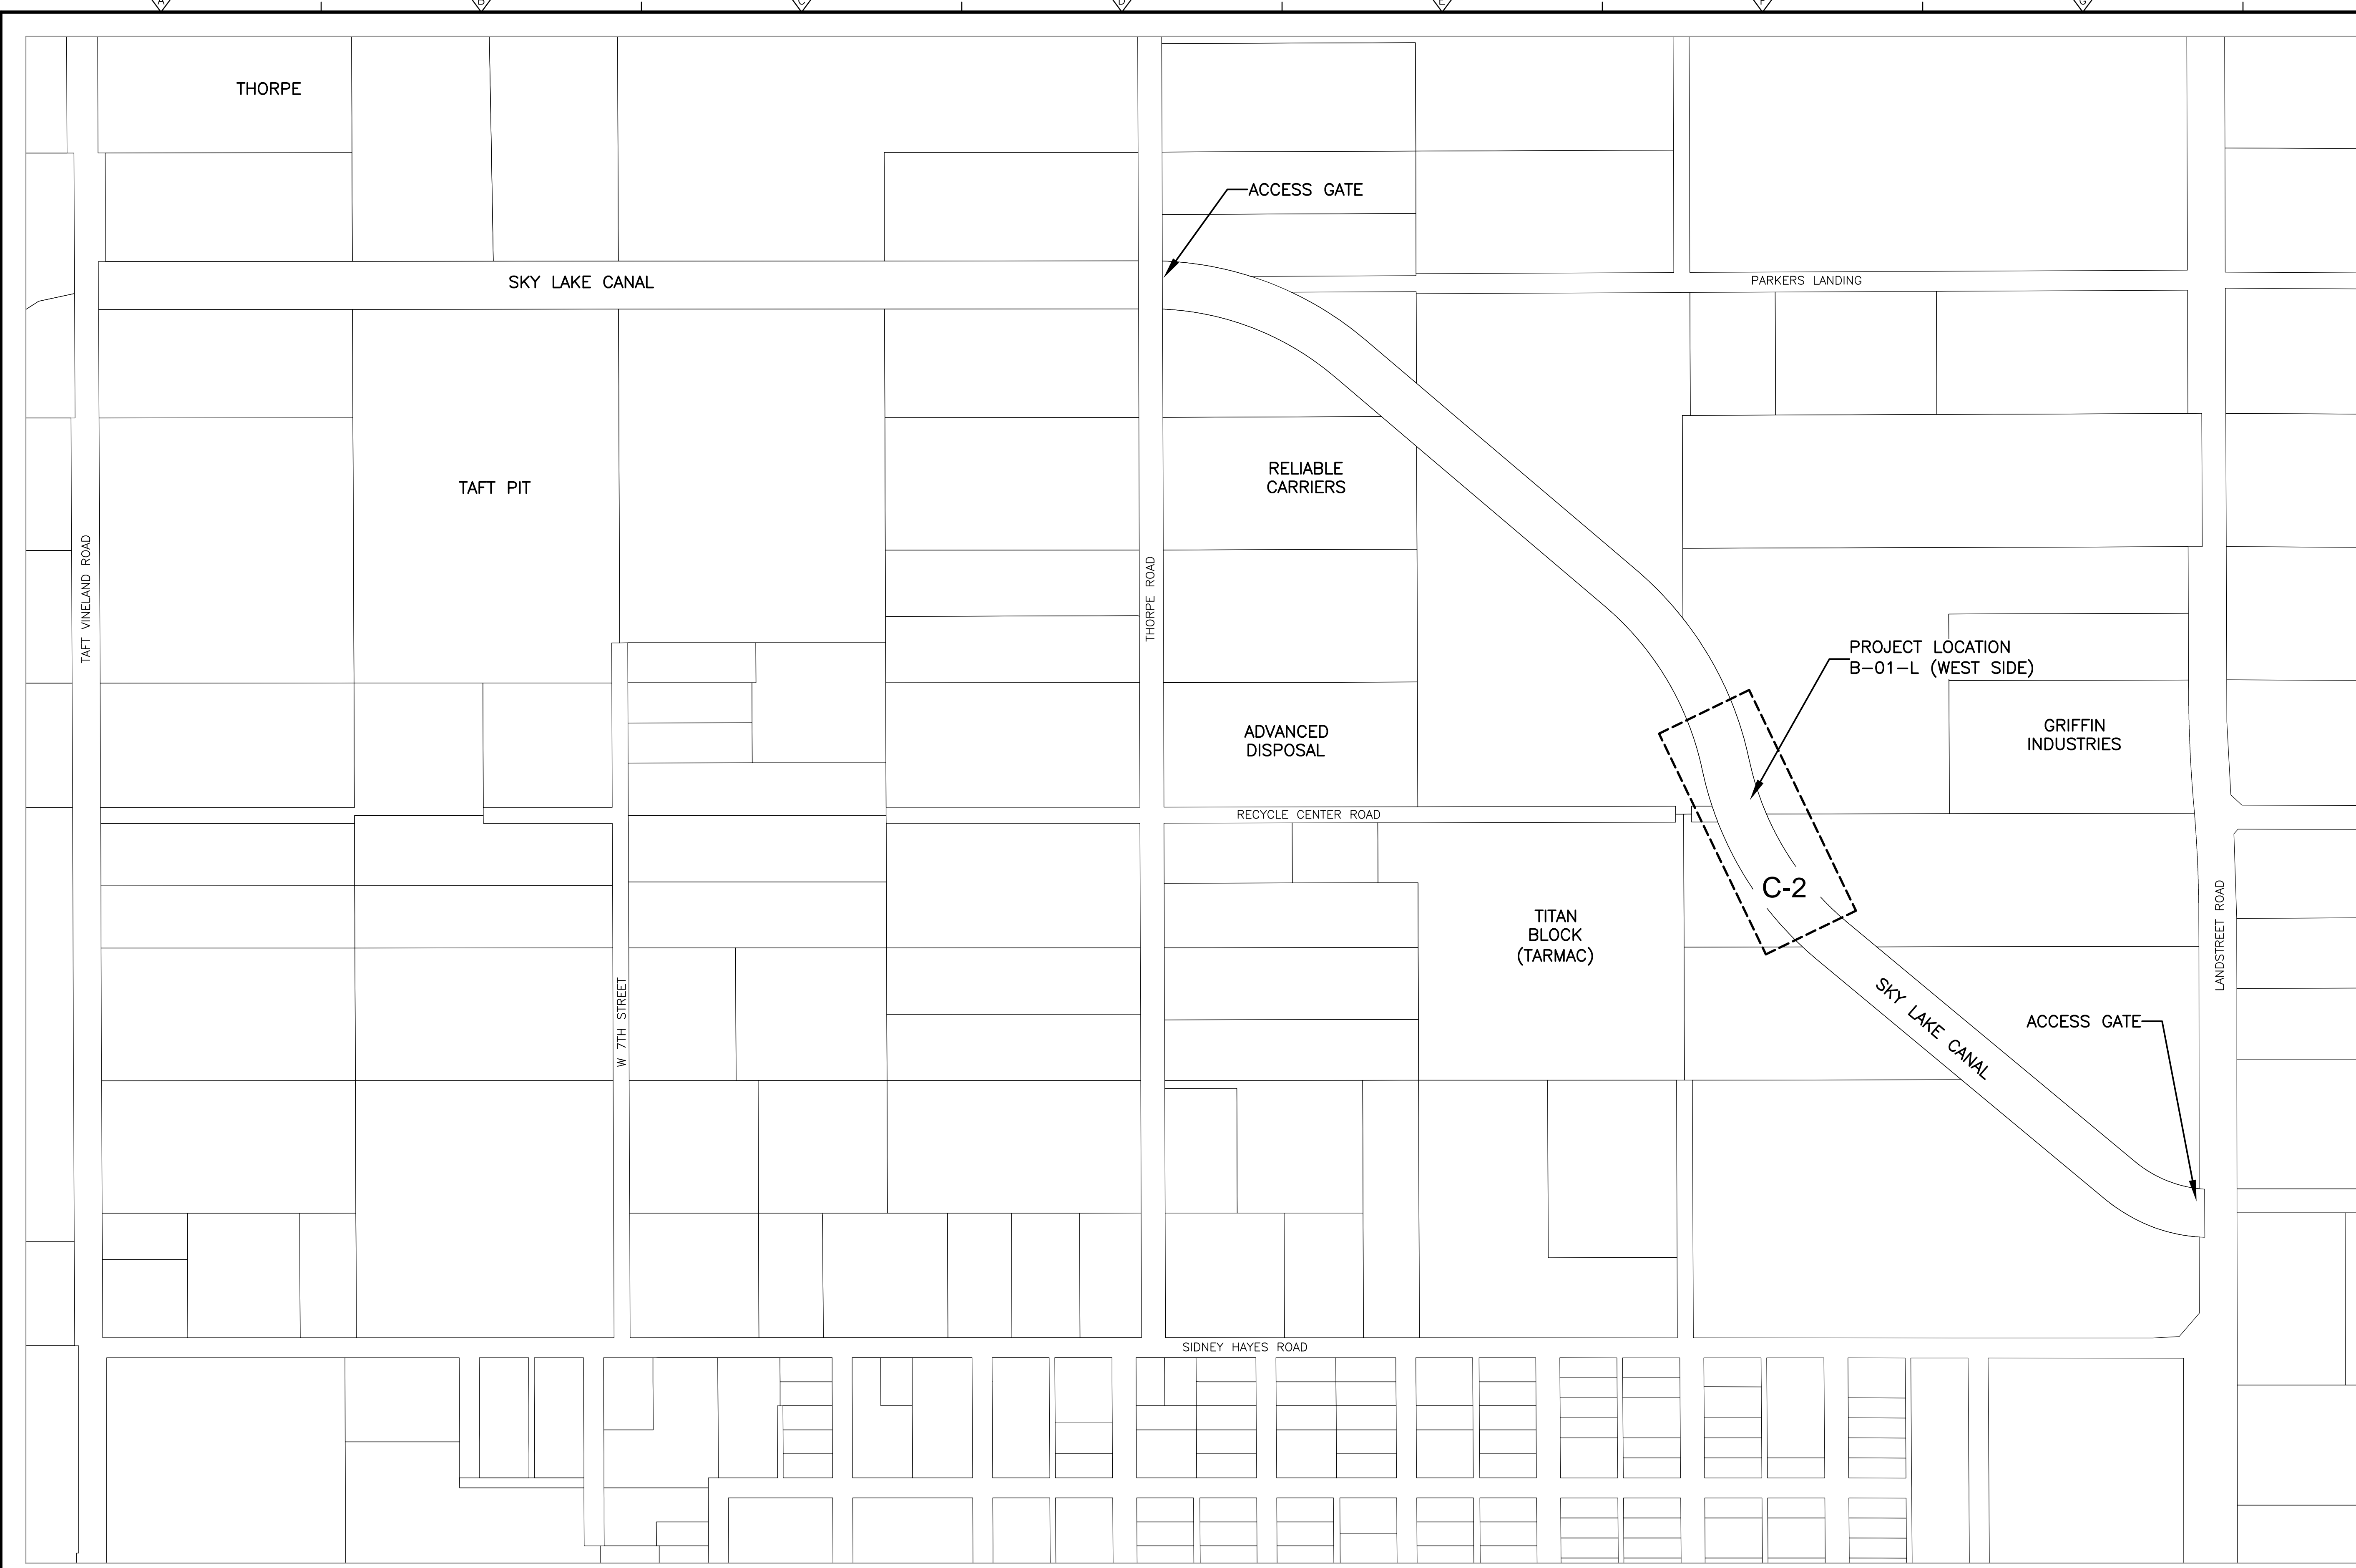 A
B
C
D
E
F
G
THORPE
ACCESS GATE
SKY LAKE CANAL
PARKERS LANDING
RELIABLE
CARRIERS
TAFT PIT
TAFT VINELAND ROAD
THORPE ROAD
PROJECT LOCATION
B-01-L (WEST SIDE)
ADVANCED
DISPOSAL
GRIFFIN
INDUSTRIES
RECYCLE CENTER ROAD
C-2
TITAN
BLOCK
(TARMAC)
LANDSTREET ROAD
W 7TH STREET
SKY LAKE CANAL
ACCESS GATE
SIDNEY HAYES ROAD